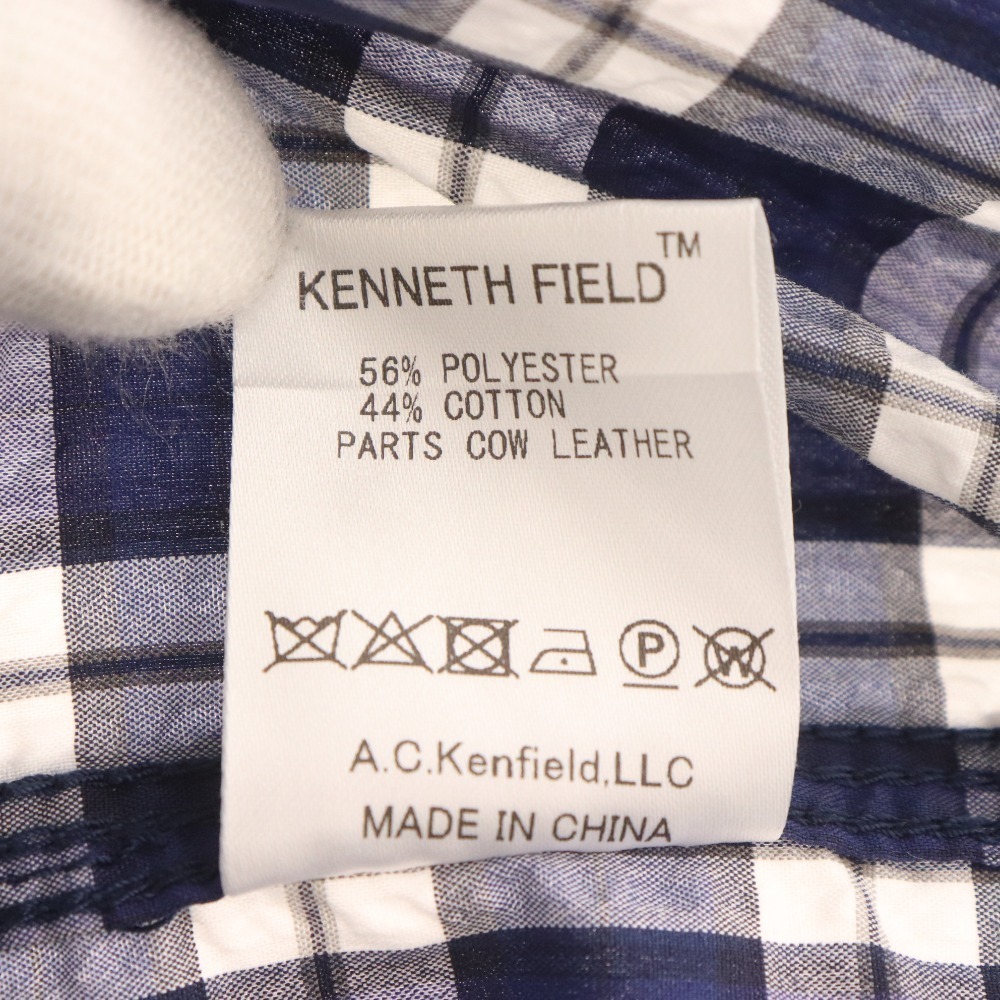 KENNETH FIELD™
56% POLYESTER
44% COTTON
PARTS COW LEATHER
P W
A.C.Kenfield,LLC
MADE IN CHINA